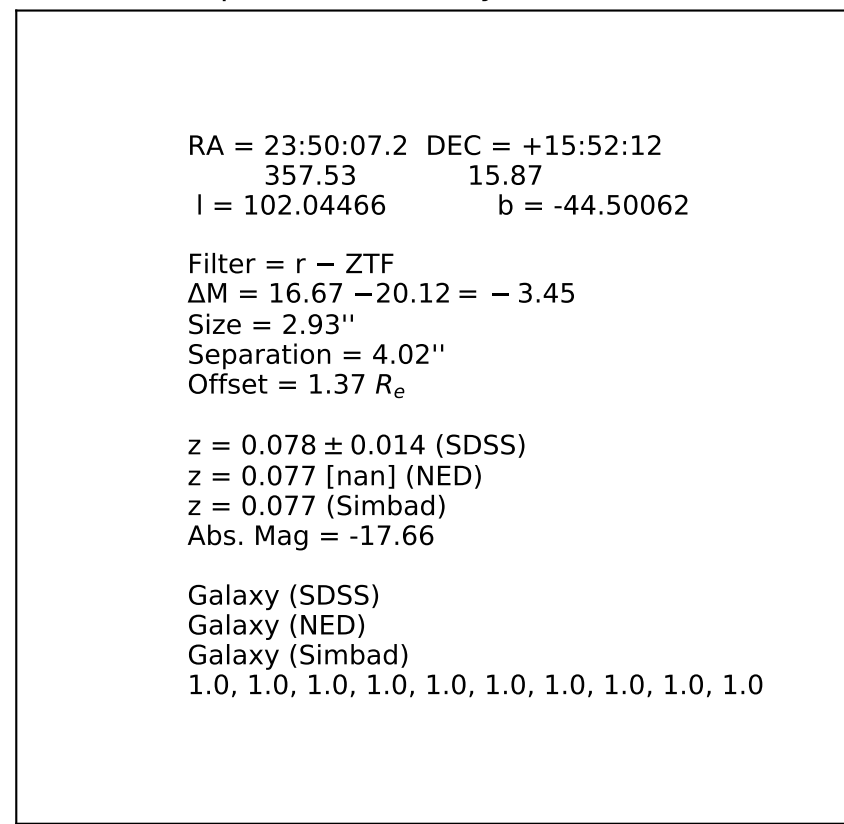 RA = 23:50:07.2 DEC = +15:52:12
357.53 15.87
l = 102.04466 b = -44.50062
Filter = r − ZTF
ΔM = 16.67 −20.12 = − 3.45
Size = 2.93''
Separation = 4.02''
Offset = 1.37 Rₑ
z = 0.078 ± 0.014 (SDSS)
z = 0.077 [nan] (NED)
z = 0.077 (Simbad)
Abs. Mag = -17.66
Galaxy (SDSS)
Galaxy (NED)
Galaxy (Simbad)
1.0, 1.0, 1.0, 1.0, 1.0, 1.0, 1.0, 1.0, 1.0, 1.0